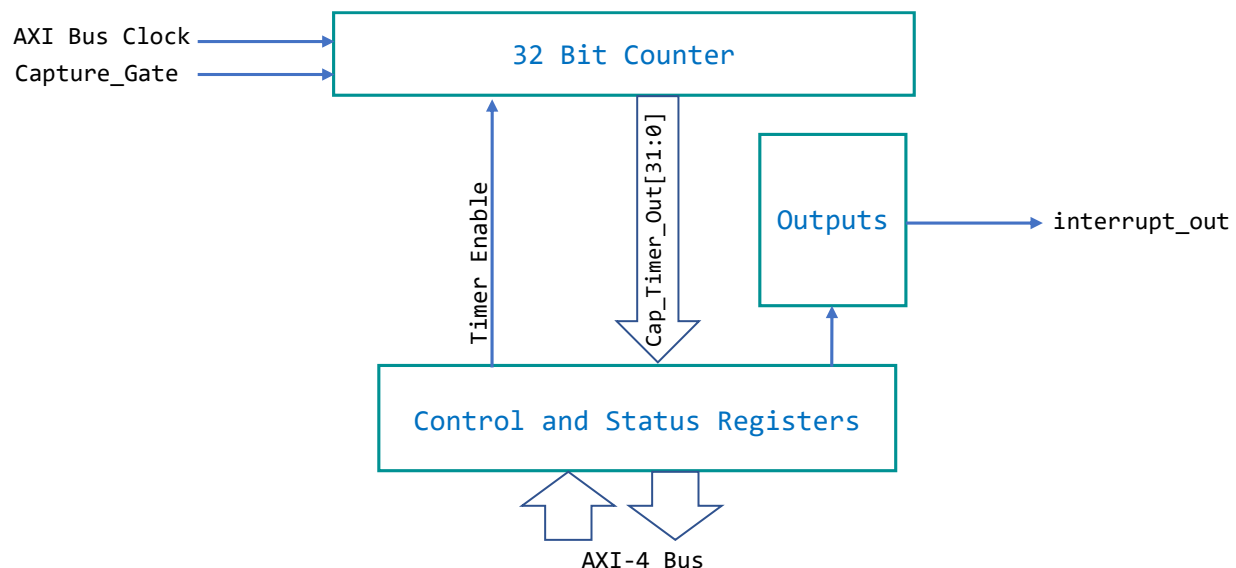 AXI Bus Clock
Capture_Gate
32 Bit Counter
Timer Enable
Cap_Timer_Out[31:0]
Outputs
interrupt_out
Control and Status Registers
AXI-4 Bus